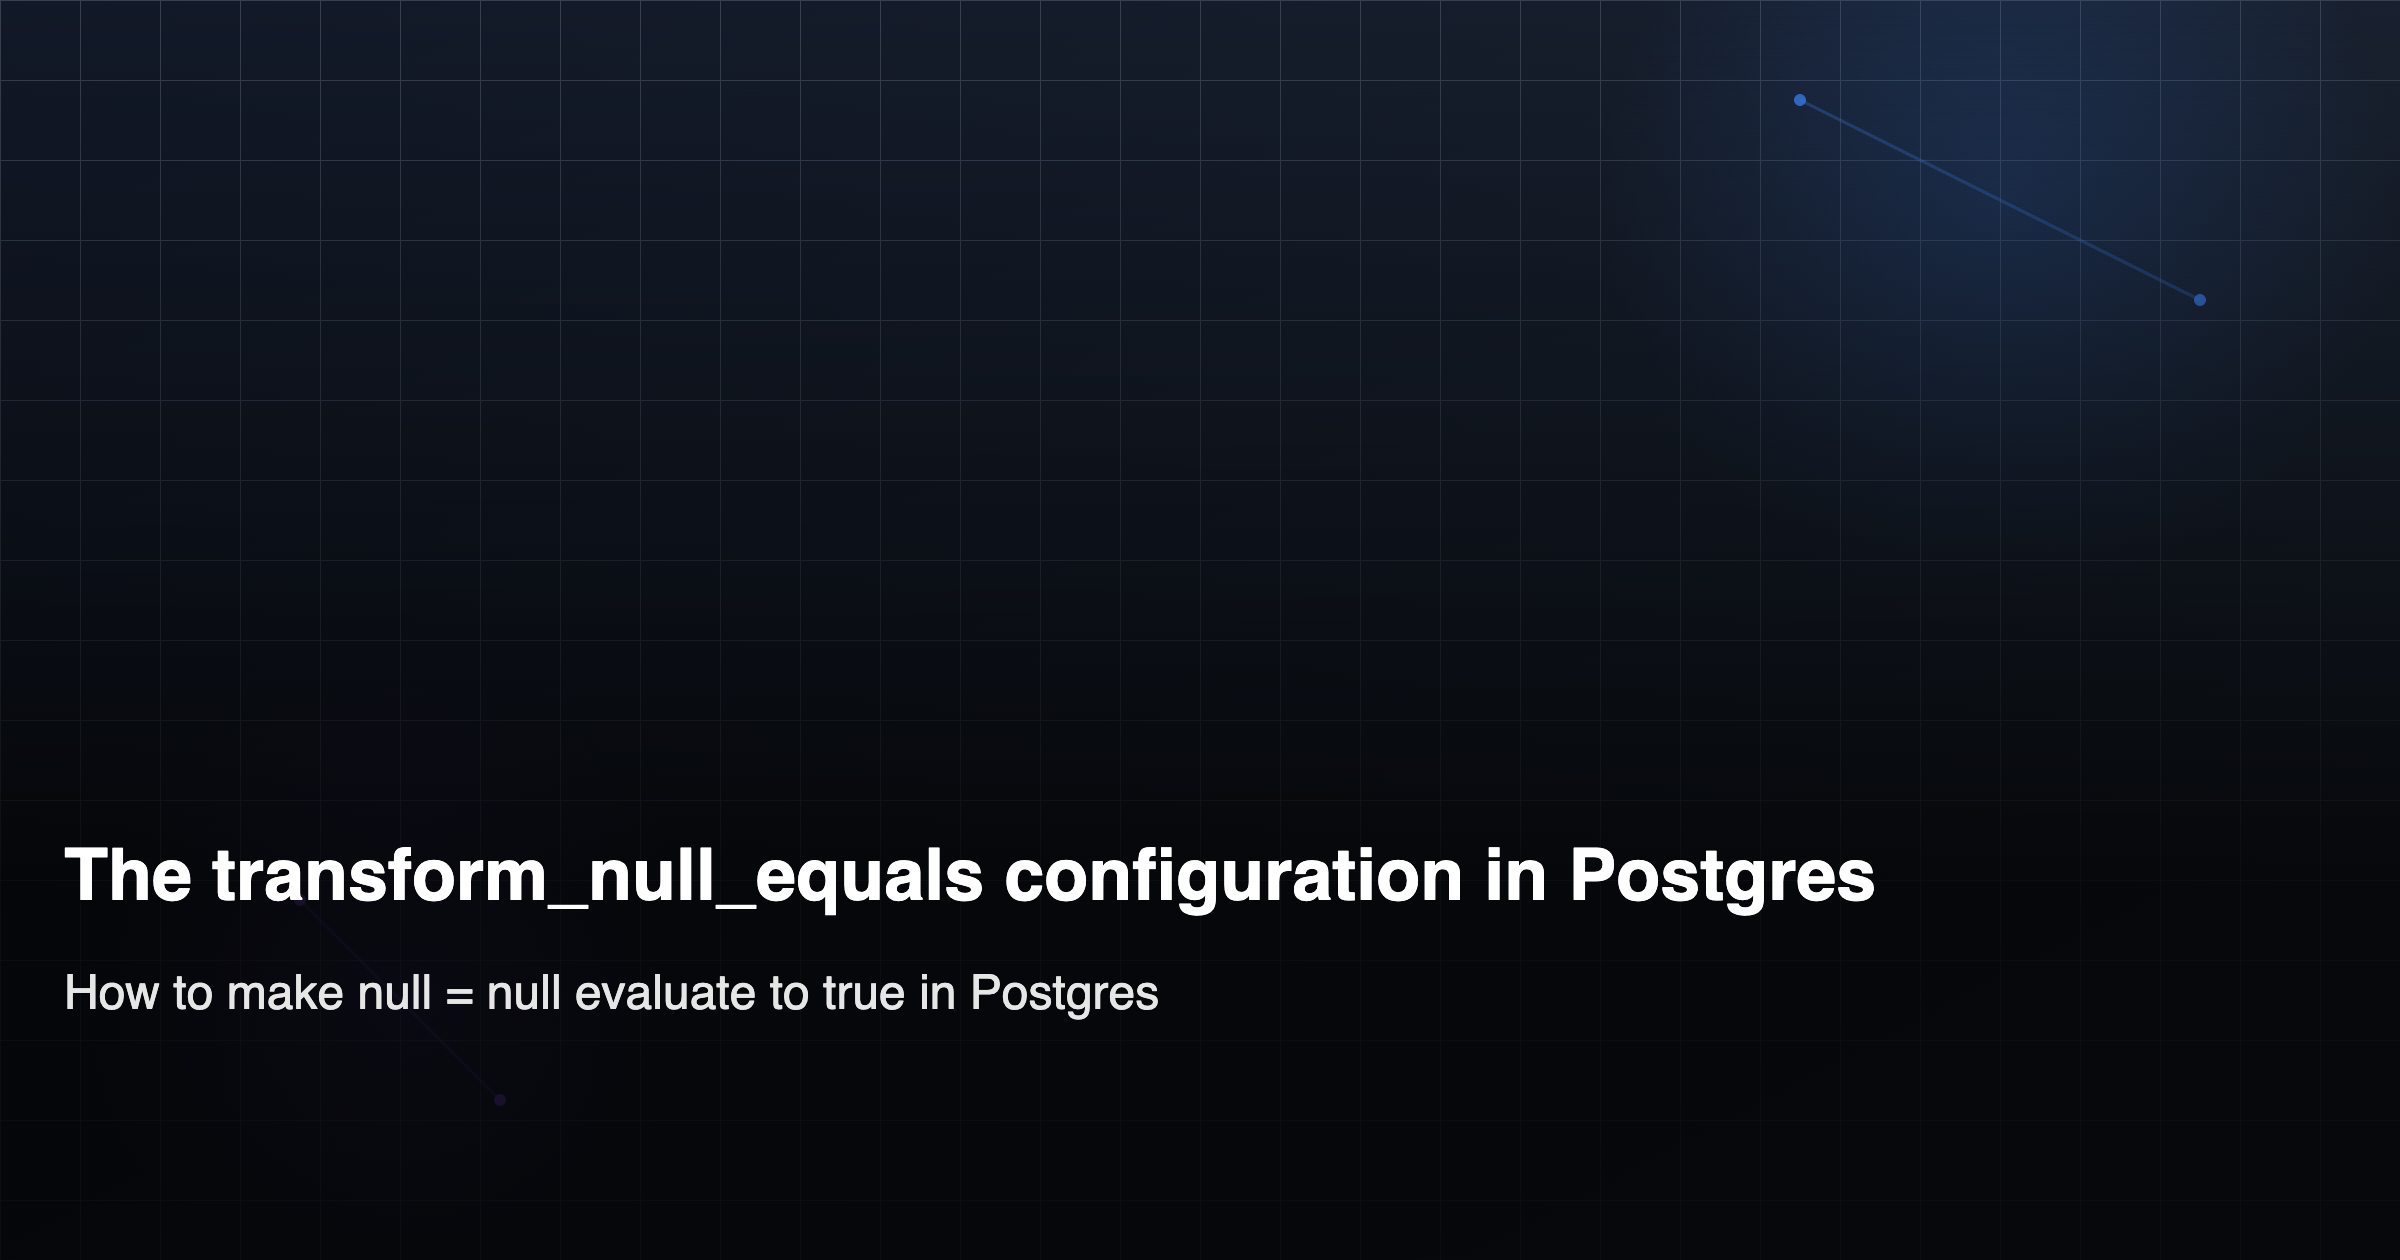 The transform_null_equals configuration in Postgres
How to make null = null evaluate to true in Postgres